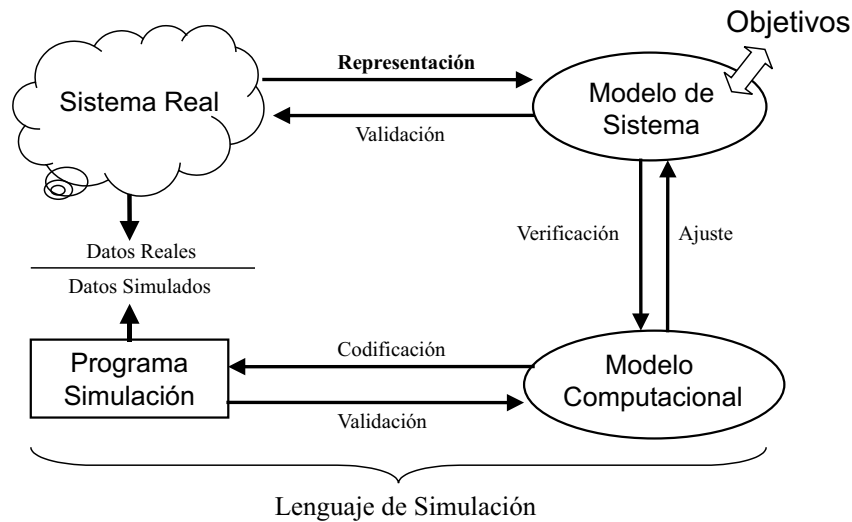 Objetivos
Representación
Sistema Real
Modelo de
Sistema
Validación
Verificación
Ajuste
Datos Reales
Datos Simulados
Programa
Simulación
Codificación
Modelo
Computacional
Validación
Lenguaje de Simulación